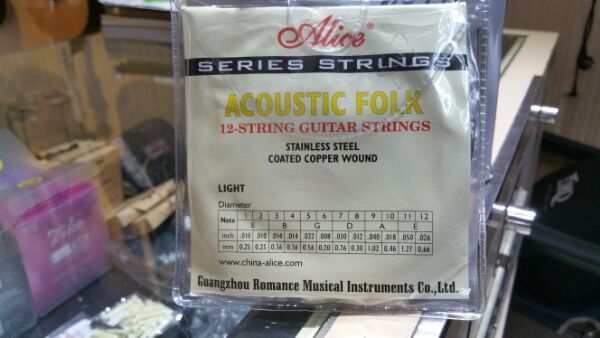 Alice®
SERIES STRINGS
ACOUSTIC FOLK
12-STRING GUITAR STRINGS
STAINLESS STEEL
COATED COPPER WOUND
LIGHT
Diameter
Note 1 2 3 4 5 6 7 8 9 10 11 12
E B G D A E
inch .010 .010 .014 .014 .022 .008 .030 .012 .040 .018 .050 .026
mm 0.25 0.25 0.36 0.36 0.56 0.20 0.76 0.30 1.02 0.46 1.27 0.66
www.china-alice.com
Guangzhou Romance Musical Instruments Co.,Ltd.